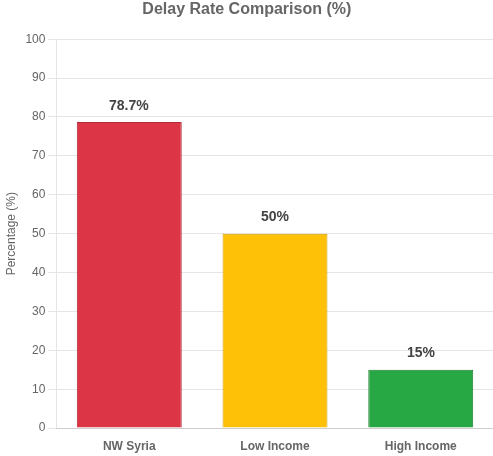 Delay Rate Comparison (%)
Percentage (%)
100
90
80
70
60
50
40
30
20
10
0
78.7%
50%
15%
NW Syria
Low Income
High Income